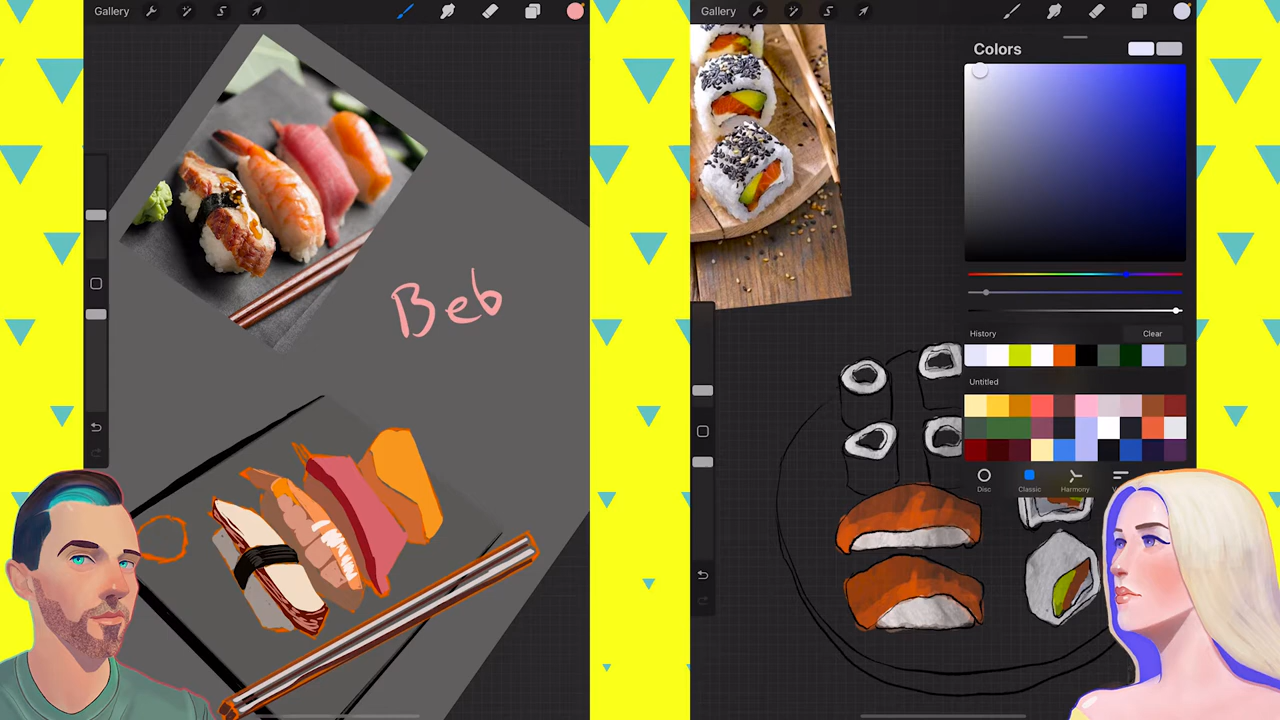 Gallery
Beb
Gallery
Colors
History
Clear
Untitled
Disc
Classic
Harmony